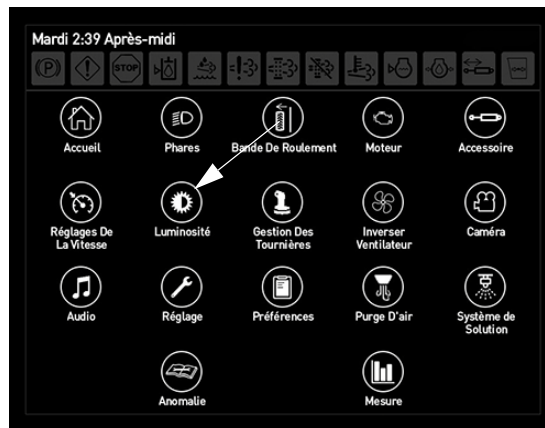 Mardi 2:39 Après-midi
(P)
STOP
Accueil
Phares
Bande De Roulement
Moteur
Accessoire
Réglages De
La Vitesse
Luminosité
Gestion Des
Tournières
Inverser
Ventilateur
Caméra
Audio
Réglage
Préférences
Purge D'air
Système de
Solution
Anomalie
Mesure